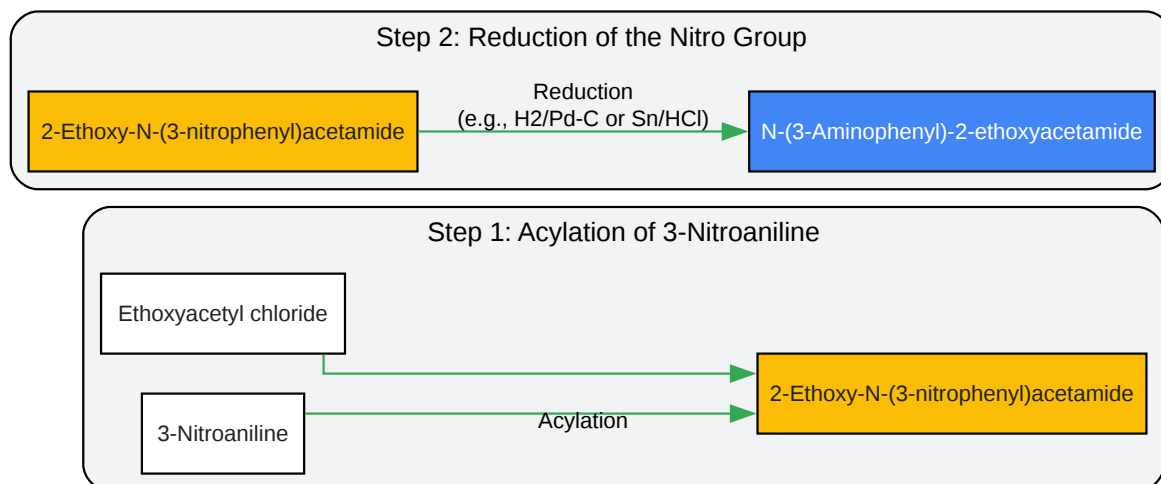 Step 2: Reduction of the Nitro Group
2-Ethoxy-N-(3-nitrophenyl)acetamide
Reduction
(e.g., H2/Pd-C or Sn/HCl)
N-(3-Aminophenyl)-2-ethoxyacetamide
Step 1: Acylation of 3-Nitroaniline
Ethoxyacetyl chloride
3-Nitroaniline
Acylation
2-Ethoxy-N-(3-nitrophenyl)acetamide